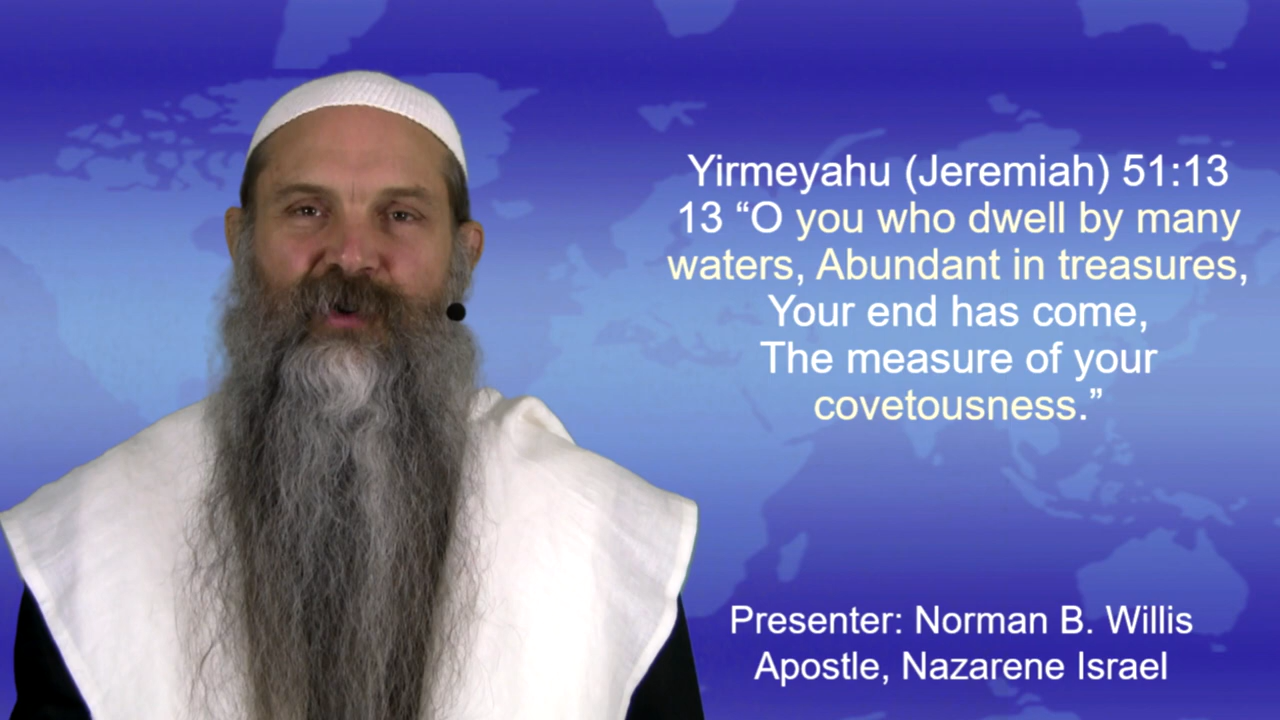 Yirmeyahu (Jeremiah) 51:13
13 “O you who dwell by many
waters, Abundant in treasures,
Your end has come,
The measure of your
covetousness.”
Presenter: Norman B. Willis
Apostle, Nazarene Israel